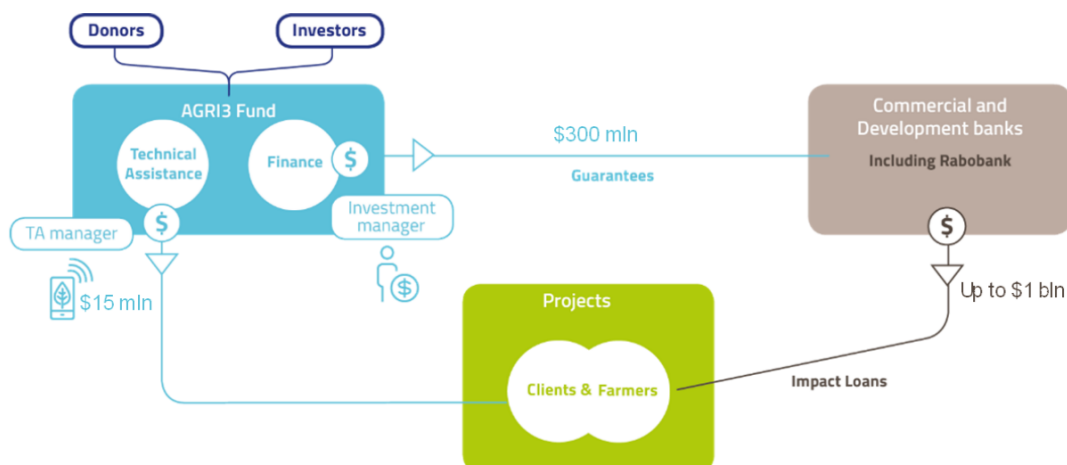 Donors
Investors
AGRI3 Fund
Technical
Assistance
Finance
$
$
TA manager
Investment
manager
$
$15 mln
$300 mln
Guarantees
Commercial and
Development banks
Including Rabobank
$
Up to $1 bln
Impact Loans
Projects
Clients & Farmers